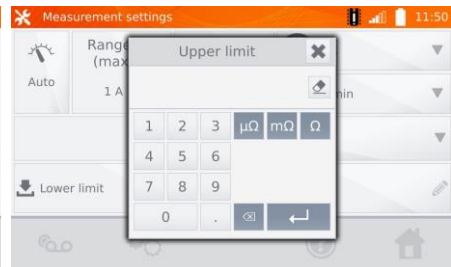 Measurement settings 11:50
Range
(max
Upper limit
Auto
1 A
min
1 2 3 µΩ mΩ Ω
4 5 6
7 8 9
0 .
Lower limit